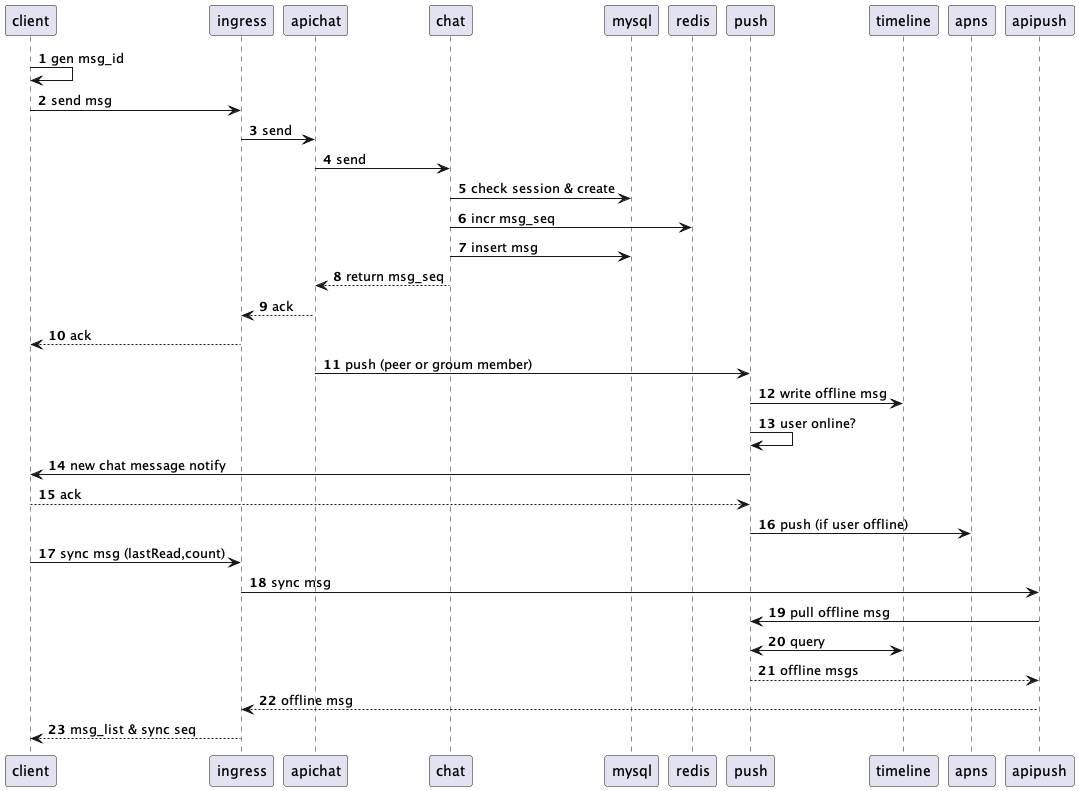 client ingress apichat chat mysql redis push timeline apns apipush
1 gen msg_id
2 send msg
3 send
4 send
5 check session & create
6 incr msg_seq
7 insert msg
8 return msg_seq
9 ack
10 ack
11 push (peer or groum member)
12 write offline msg
13 user online?
14 new chat message notify
15 ack
16 push (if user offline)
17 sync msg (lastRead,count)
18 sync msg
19 pull offline msg
20 query
21 offline msgs
22 offline msg
23 msg_list & sync seq
client ingress apichat chat mysql redis push timeline apns apipush